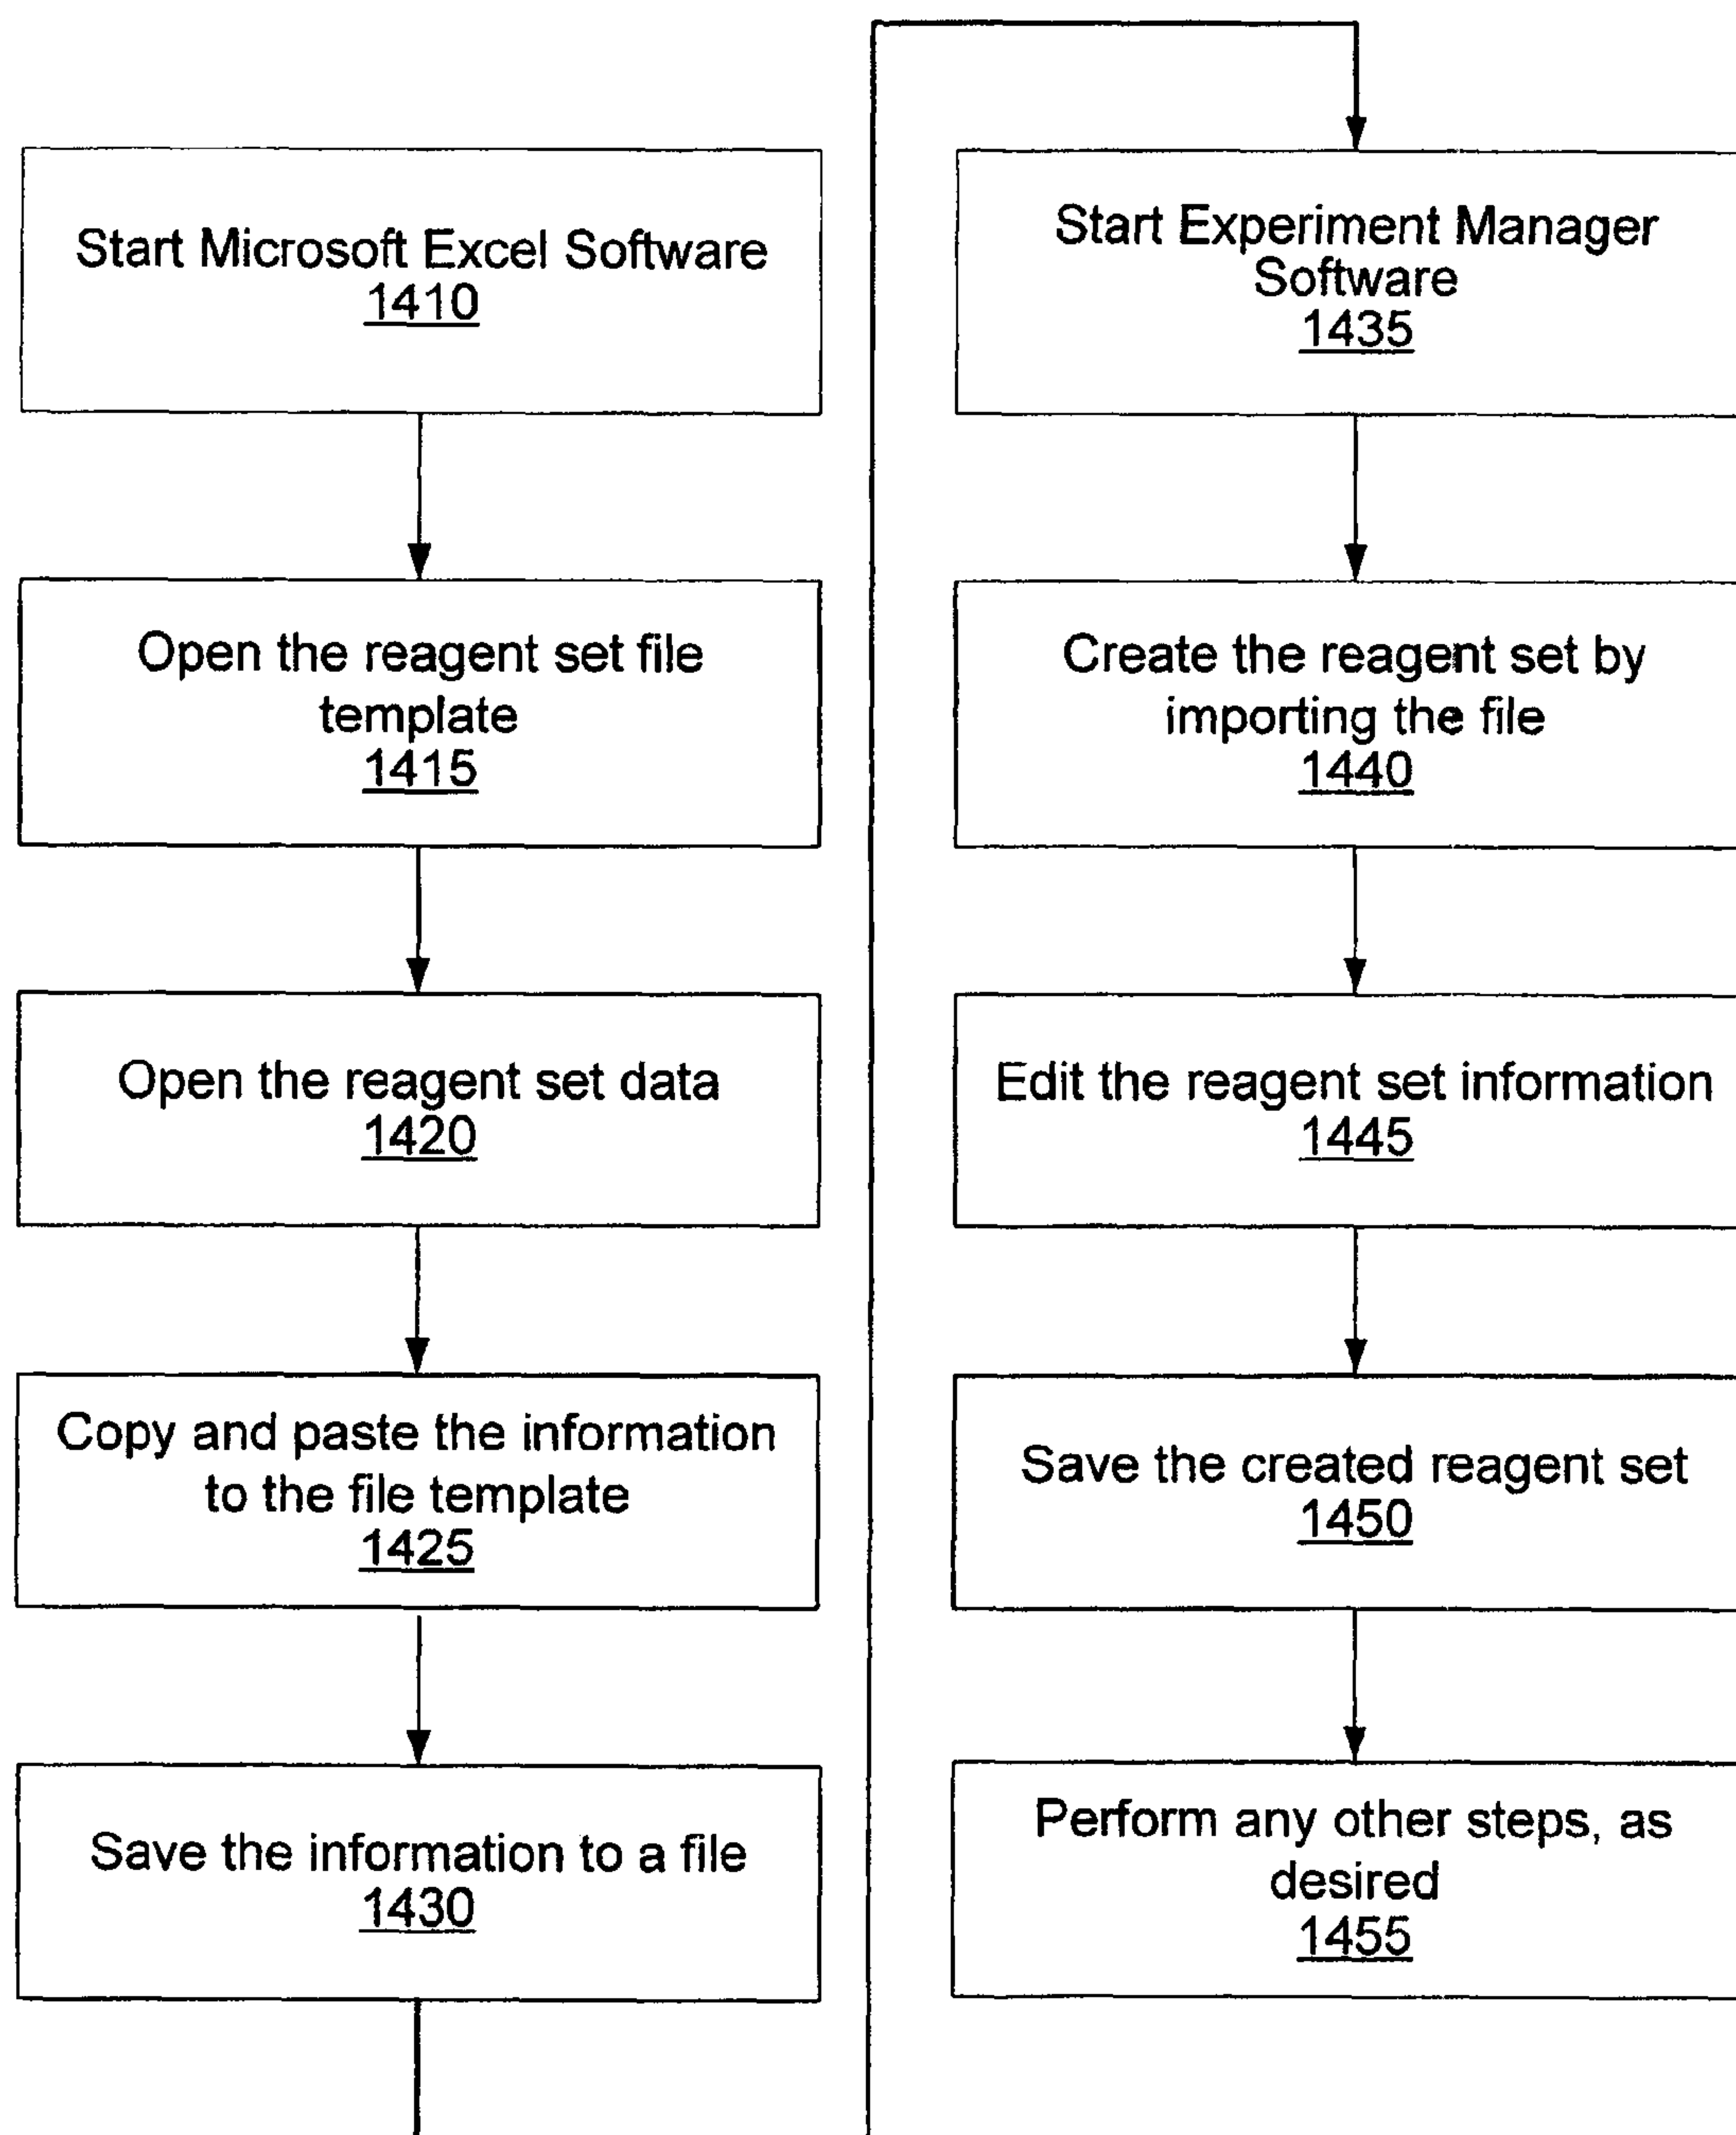 Start Microsoft Excel Software
1410
Open the reagent set file
template
1415
Open the reagent set data
1420
Copy and paste the information
to the file template
1425
Save the information to a file
1430
Start Experiment Manager
Software
1435
Create the reagent set by
importing the file
1440
Edit the reagent set information
1445
Save the created reagent set
1450
Perform any other steps, as
desired
1455